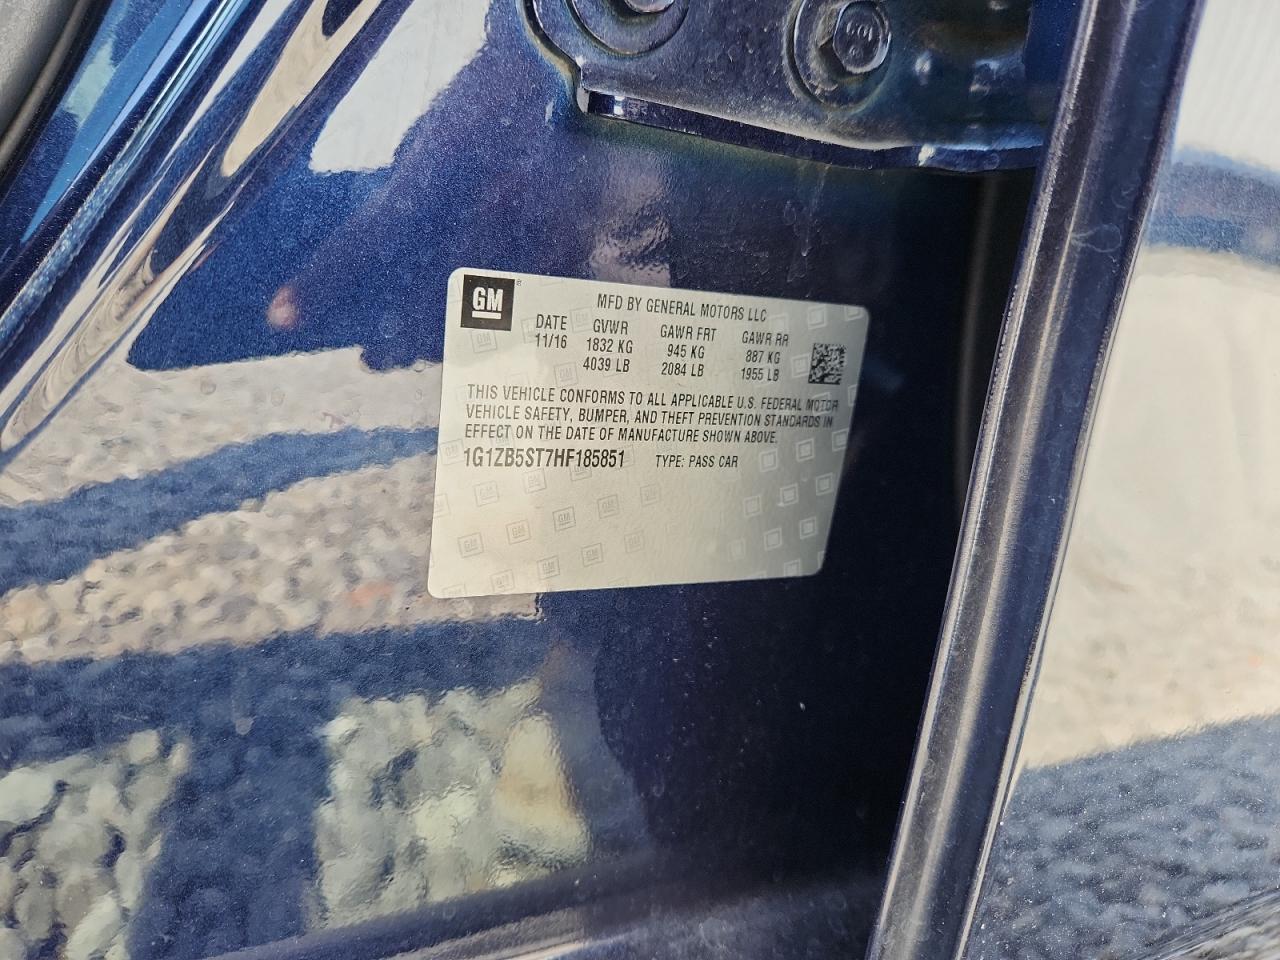 GM
MFD BY GENERAL MOTORS LLC
DATE GVWR GAWR FRT GAWR RR
11/16 1832 KG 945 KG 887 KG
4039 LB 2084 LB 1955 LB
THIS VEHICLE CONFORMS TO ALL APPLICABLE U.S. FEDERAL MOTOR
VEHICLE SAFETY, BUMPER, AND THEFT PREVENTION STANDARDS IN
EFFECT ON THE DATE OF MANUFACTURE SHOWN ABOVE.
1G1ZB5ST7HF185851 TYPE: PASS CAR